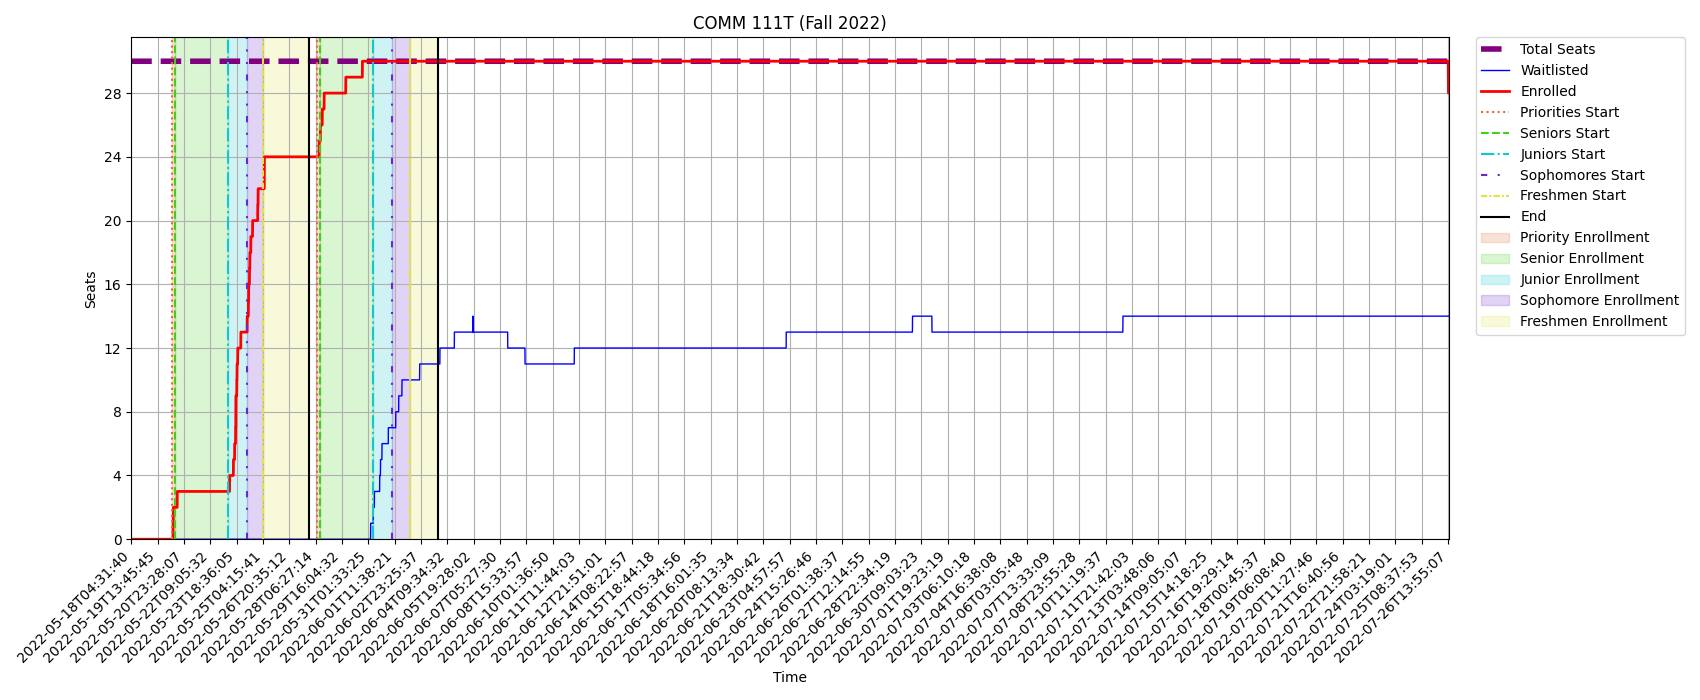 COMM 111T (Fall 2022)
Seats
28
24
20
16
12
8
4
0
2022-05-18T04:31:40
2022-05-19T13:45:45
2022-05-20T23:28:07
2022-05-22T09:05:32
2022-05-23T18:36:05
2022-05-25T04:15:41
2022-05-26T20:35:12
2022-05-28T06:27:14
2022-05-29T16:04:32
2022-05-31T01:33:25
2022-06-01T11:38:21
2022-06-02T23:25:37
2022-06-04T09:34:32
2022-06-05T19:28:02
2022-06-07T05:27:30
2022-06-08T15:33:57
2022-06-10T01:36:50
2022-06-11T11:44:03
2022-06-12T21:51:01
2022-06-14T08:22:57
2022-06-15T18:44:18
2022-06-17T05:34:56
2022-06-18T16:01:35
2022-06-20T08:13:34
2022-06-21T18:30:42
2022-06-23T04:57:57
2022-06-24T15:26:46
2022-06-26T01:38:37
2022-06-27T12:14:55
2022-06-28T22:34:19
2022-06-30T09:03:23
2022-07-01T19:23:19
2022-07-03T06:10:18
2022-07-04T16:38:08
2022-07-06T03:05:48
2022-07-07T13:33:09
2022-07-08T23:55:28
2022-07-10T11:19:37
2022-07-11T21:42:03
2022-07-13T03:48:06
2022-07-14T09:05:07
2022-07-15T14:18:25
2022-07-16T19:29:14
2022-07-18T00:45:37
2022-07-19T06:08:40
2022-07-20T11:27:46
2022-07-21T16:40:56
2022-07-22T21:58:21
2022-07-24T03:19:01
2022-07-25T08:37:53
2022-07-26T13:55:07
Time
Total Seats
Waitlisted
Enrolled
Priorities Start
Seniors Start
Juniors Start
Sophomores Start
Freshmen Start
End
Priority Enrollment
Senior Enrollment
Junior Enrollment
Sophomore Enrollment
Freshmen Enrollment